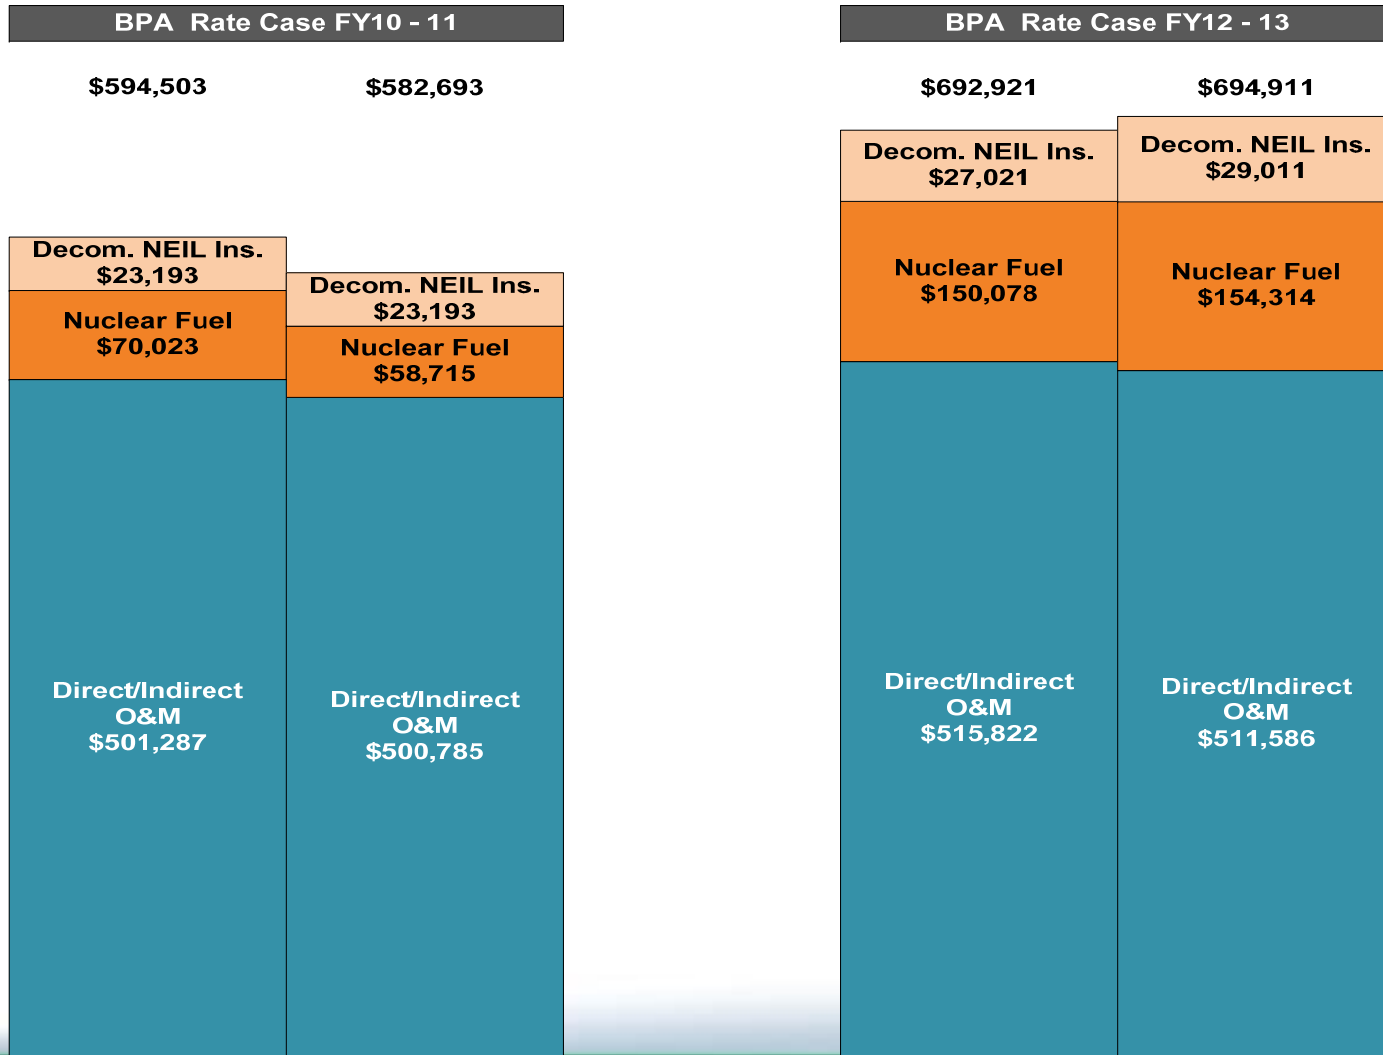 BPA Rate Case FY10 - 11
$594,503
$582,693
Decom. NEIL Ins.
$23,193
Nuclear Fuel
$70,023
Direct/Indirect
O&M
$501,287
Decom. NEIL Ins.
$23,193
Nuclear Fuel
$58,715
Direct/Indirect
O&M
$500,785
BPA Rate Case FY12 - 13
$692,921
$694,911
Decom. NEIL Ins.
$27,021
Nuclear Fuel
$150,078
Direct/Indirect
O&M
$515,822
Decom. NEIL Ins.
$29,011
Nuclear Fuel
$154,314
Direct/Indirect
O&M
$511,586